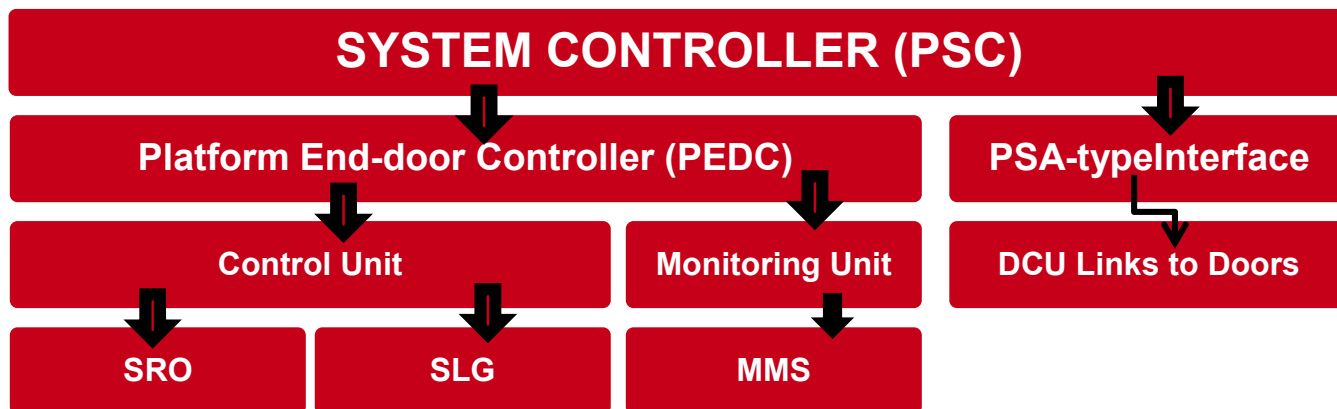 SYSTEM CONTROLLER (PSC)
Platform End-door Controller (PEDC)
PSA-typeInterface
Control Unit
Monitoring Unit
DCU Links to Doors
SRO
SLG
MMS